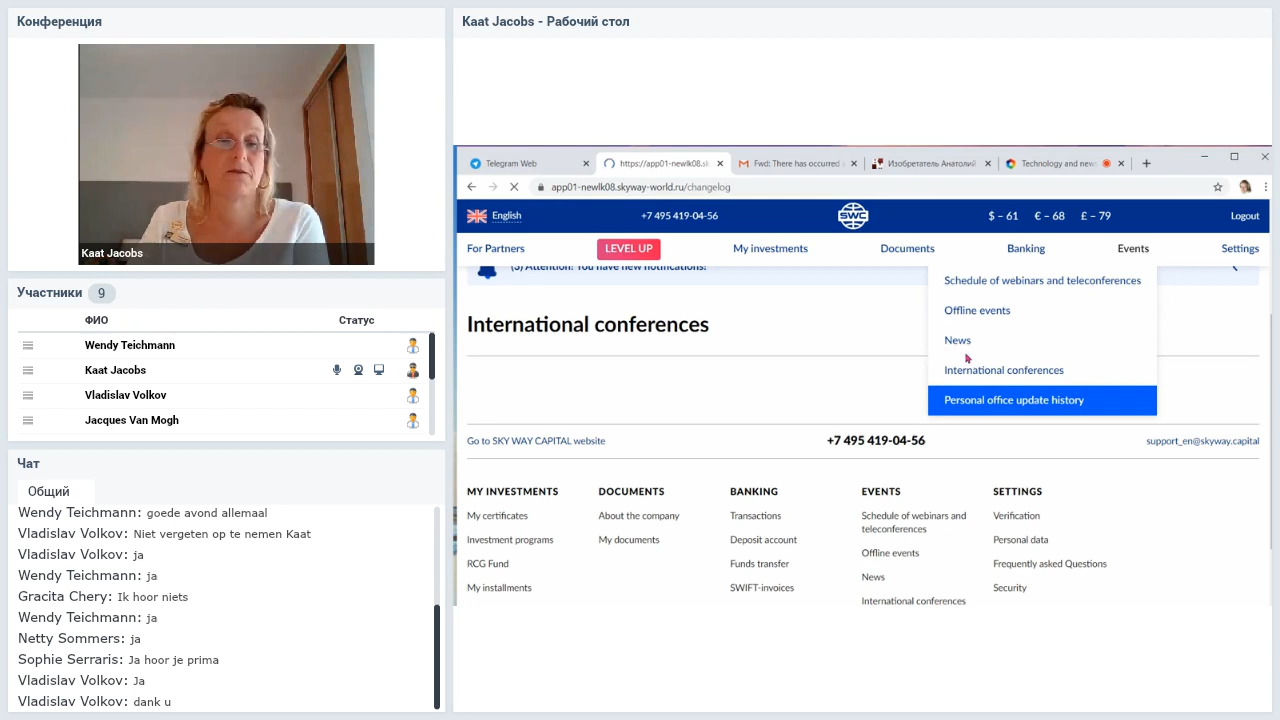 Конференция
Kaat Jacobs
Участники 9
ФИО Статус
Wendy Teichmann
Kaat Jacobs
Vladislav Volkov
Jacques Van Mogh
Чат
Общий
Wendy Teichmann: goede avond allemaal
Vladislav Volkov: Niet vergeten op te nemen Kaat
Vladislav Volkov: ja
Wendy Teichmann: ja
Gracita Chery: Ik hoor niets
Wendy Teichmann: ja
Netty Sommers: ja
Sophie Serraris: Ja hoor je prima
Vladislav Volkov: Ja
Vladislav Volkov: dank u
Kaat Jacobs - Рабочий стол
Telegram Web https://app01-newlk08.sk Fwd: There has occurred Изобретатель Анатолий Technology and new
app01-newlk08.skyway-world.ru/changelog
English +7 495 419-04-56 SWC $ – 61 € – 68 £ – 79 Logout
For Partners LEVEL UP My investments Documents Banking Events Settings
(3) Attention! You have new notifications!
Schedule of webinars and teleconferences
Offline events
News
International conferences
Personal office update history
International conferences
Go to SKY WAY CAPITAL website +7 495 419-04-56 support_en@skyway.capital
MY INVESTMENTS DOCUMENTS BANKING EVENTS SETTINGS
My certificates About the company Transactions Schedule of webinars and Verification
teleconferences
Investment programs My documents Deposit account Personal data
Offline events
RCG Fund Funds transfer Frequently asked Questions
News
My installments SWIFT-invoices Security
International conferences